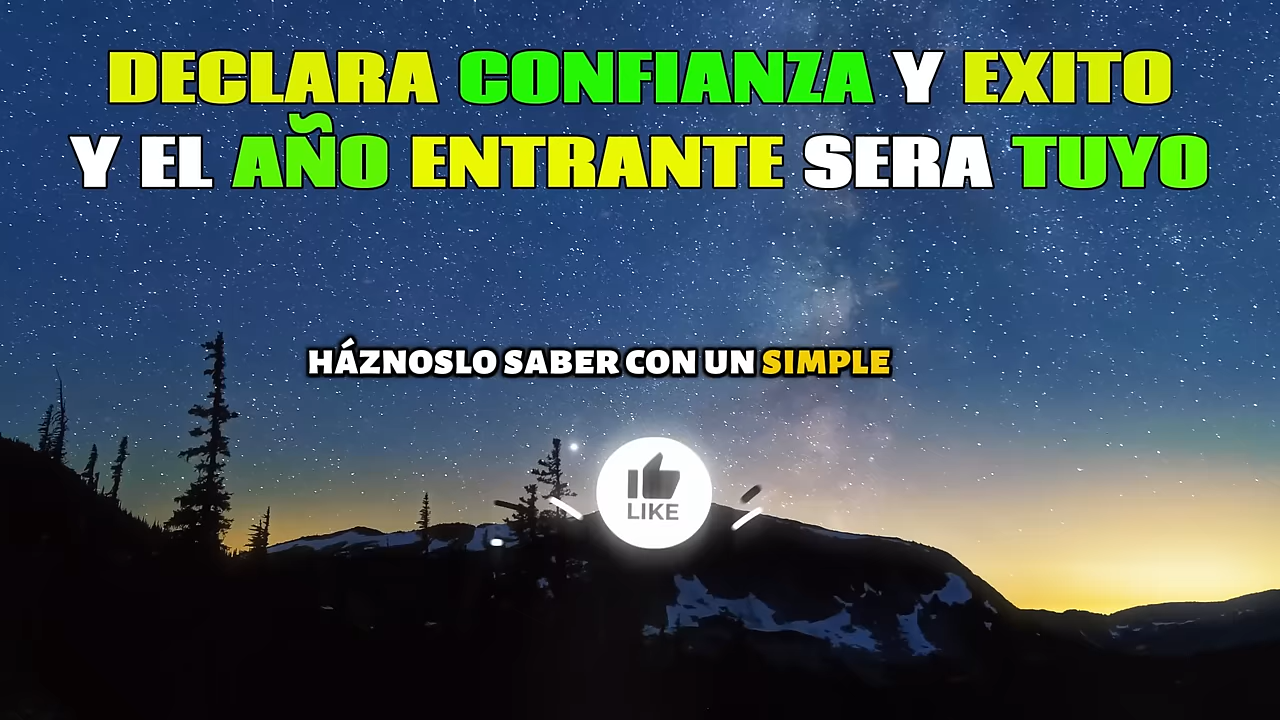 DECLARA CONFIANZA Y EXITO
Y EL AÑO ENTRANTE SERA TUYO
HÁZNOSLO SABER CON UN SIMPLE
LIKE